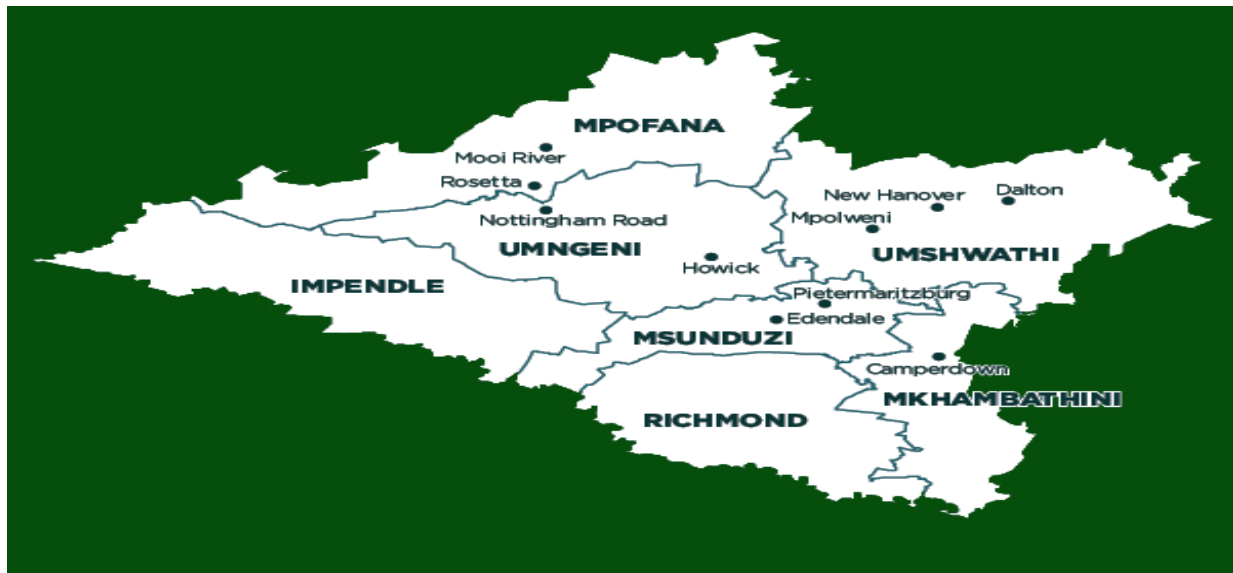 MPOFANA
Mooi River
Rosetta
New Hanover
Dalton
Nottingham Road
Mpolweni
UMNGENI
UMSHWATHI
Howick
IMPENDLE
Pietermaritzburg
Edendale
MSUNDUZI
Camperdown
MKHAMBATHINI
RICHMOND